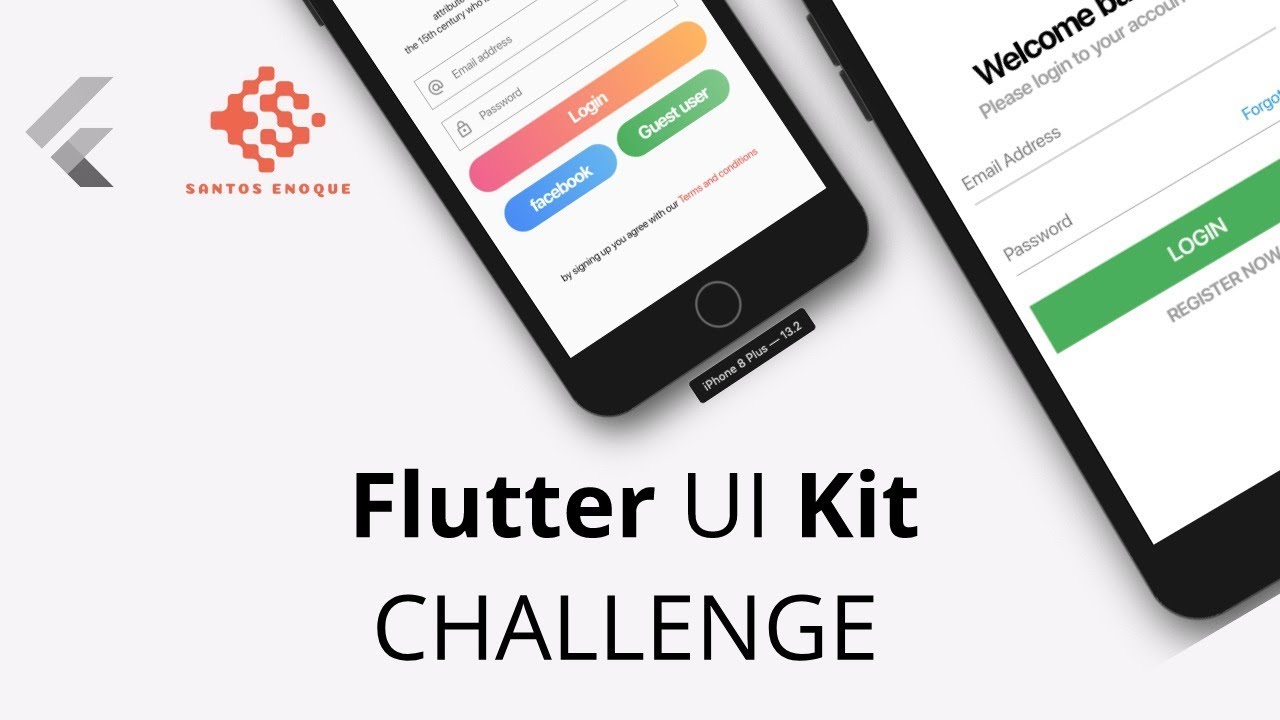 SANTOS ENOQUE
the 15th century who
Email address
Password
Login
facebook
Guest user
by signing up you agree with our Terms and conditions
iPhone 8 Plus — 13.2
Welcome
Please login to your
Email Address
Password
LOGIN
REGISTER NOW
Flutter UI Kit
CHALLENGE